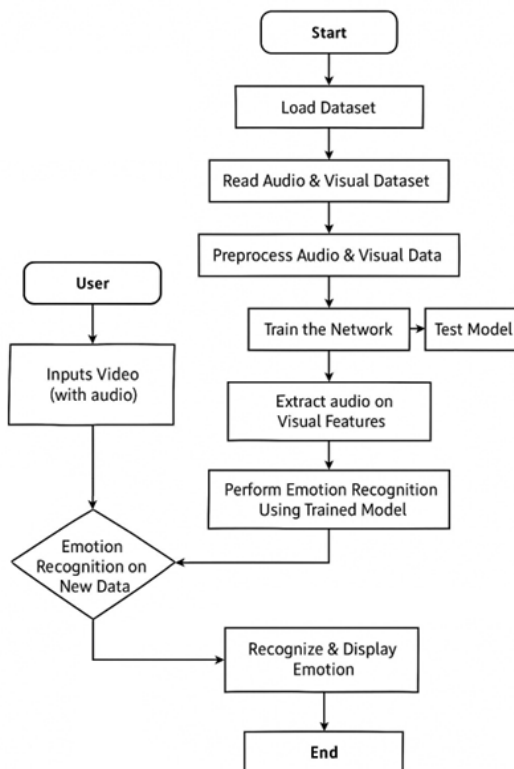 Start
Load Dataset
Read Audio & Visual Dataset
Preprocess Audio & Visual Data
User
Train the Network
Test Model
Inputs Video
(with audio)
Extract audio on
Visual Features
Perform Emotion Recognition
Using Trained Model
Emotion
Recognition on
New Data
Recognize & Display
Emotion
End